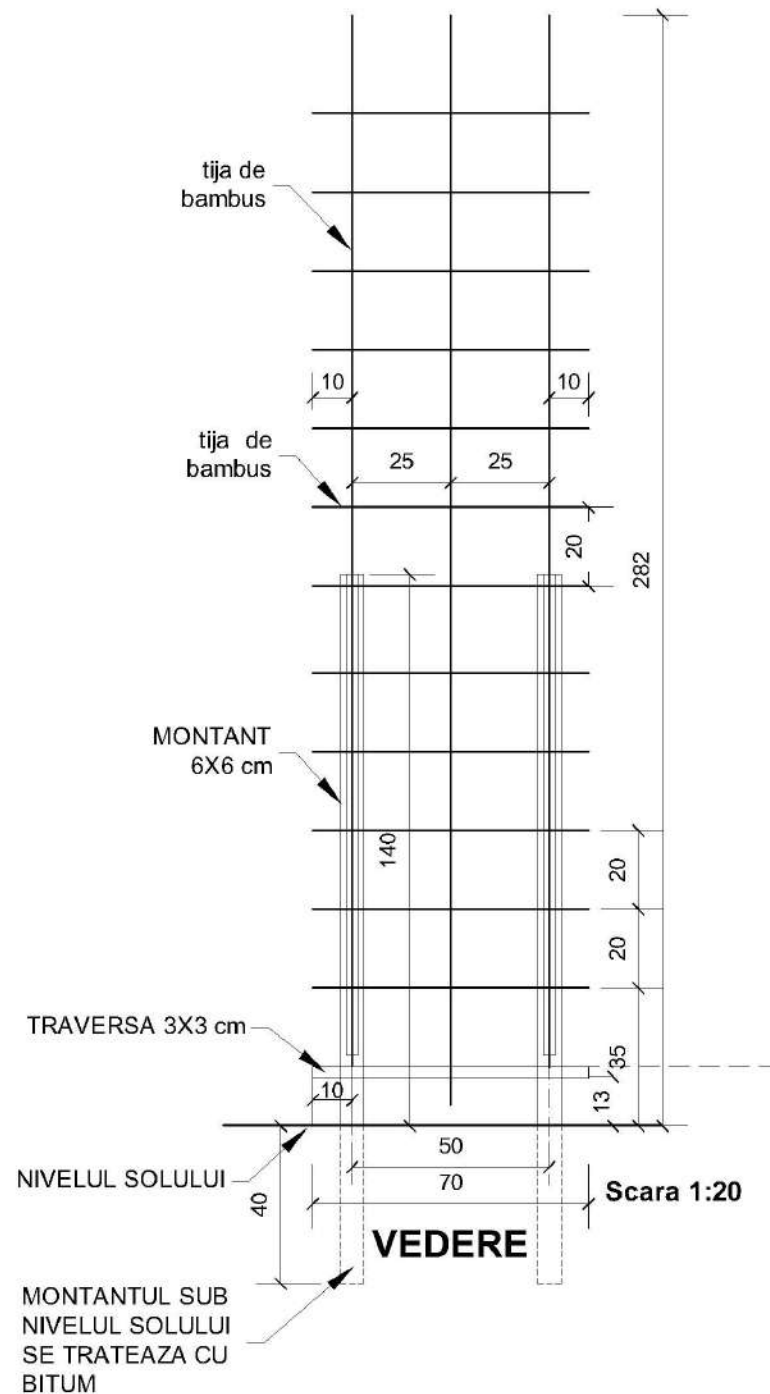 tija de
bambus
10
10
tija de
bambus
25
25
20
282
MONTANT
6X6 cm
140
20
20
TRAVERSA 3X3 cm
35
10
13
50
NIVELUL SOLULUI
70
Scara 1:20
40
VEDERE
MONTANTUL SUB
NIVELUL SOLULUI
SE TRATEAZA CU
BITUM